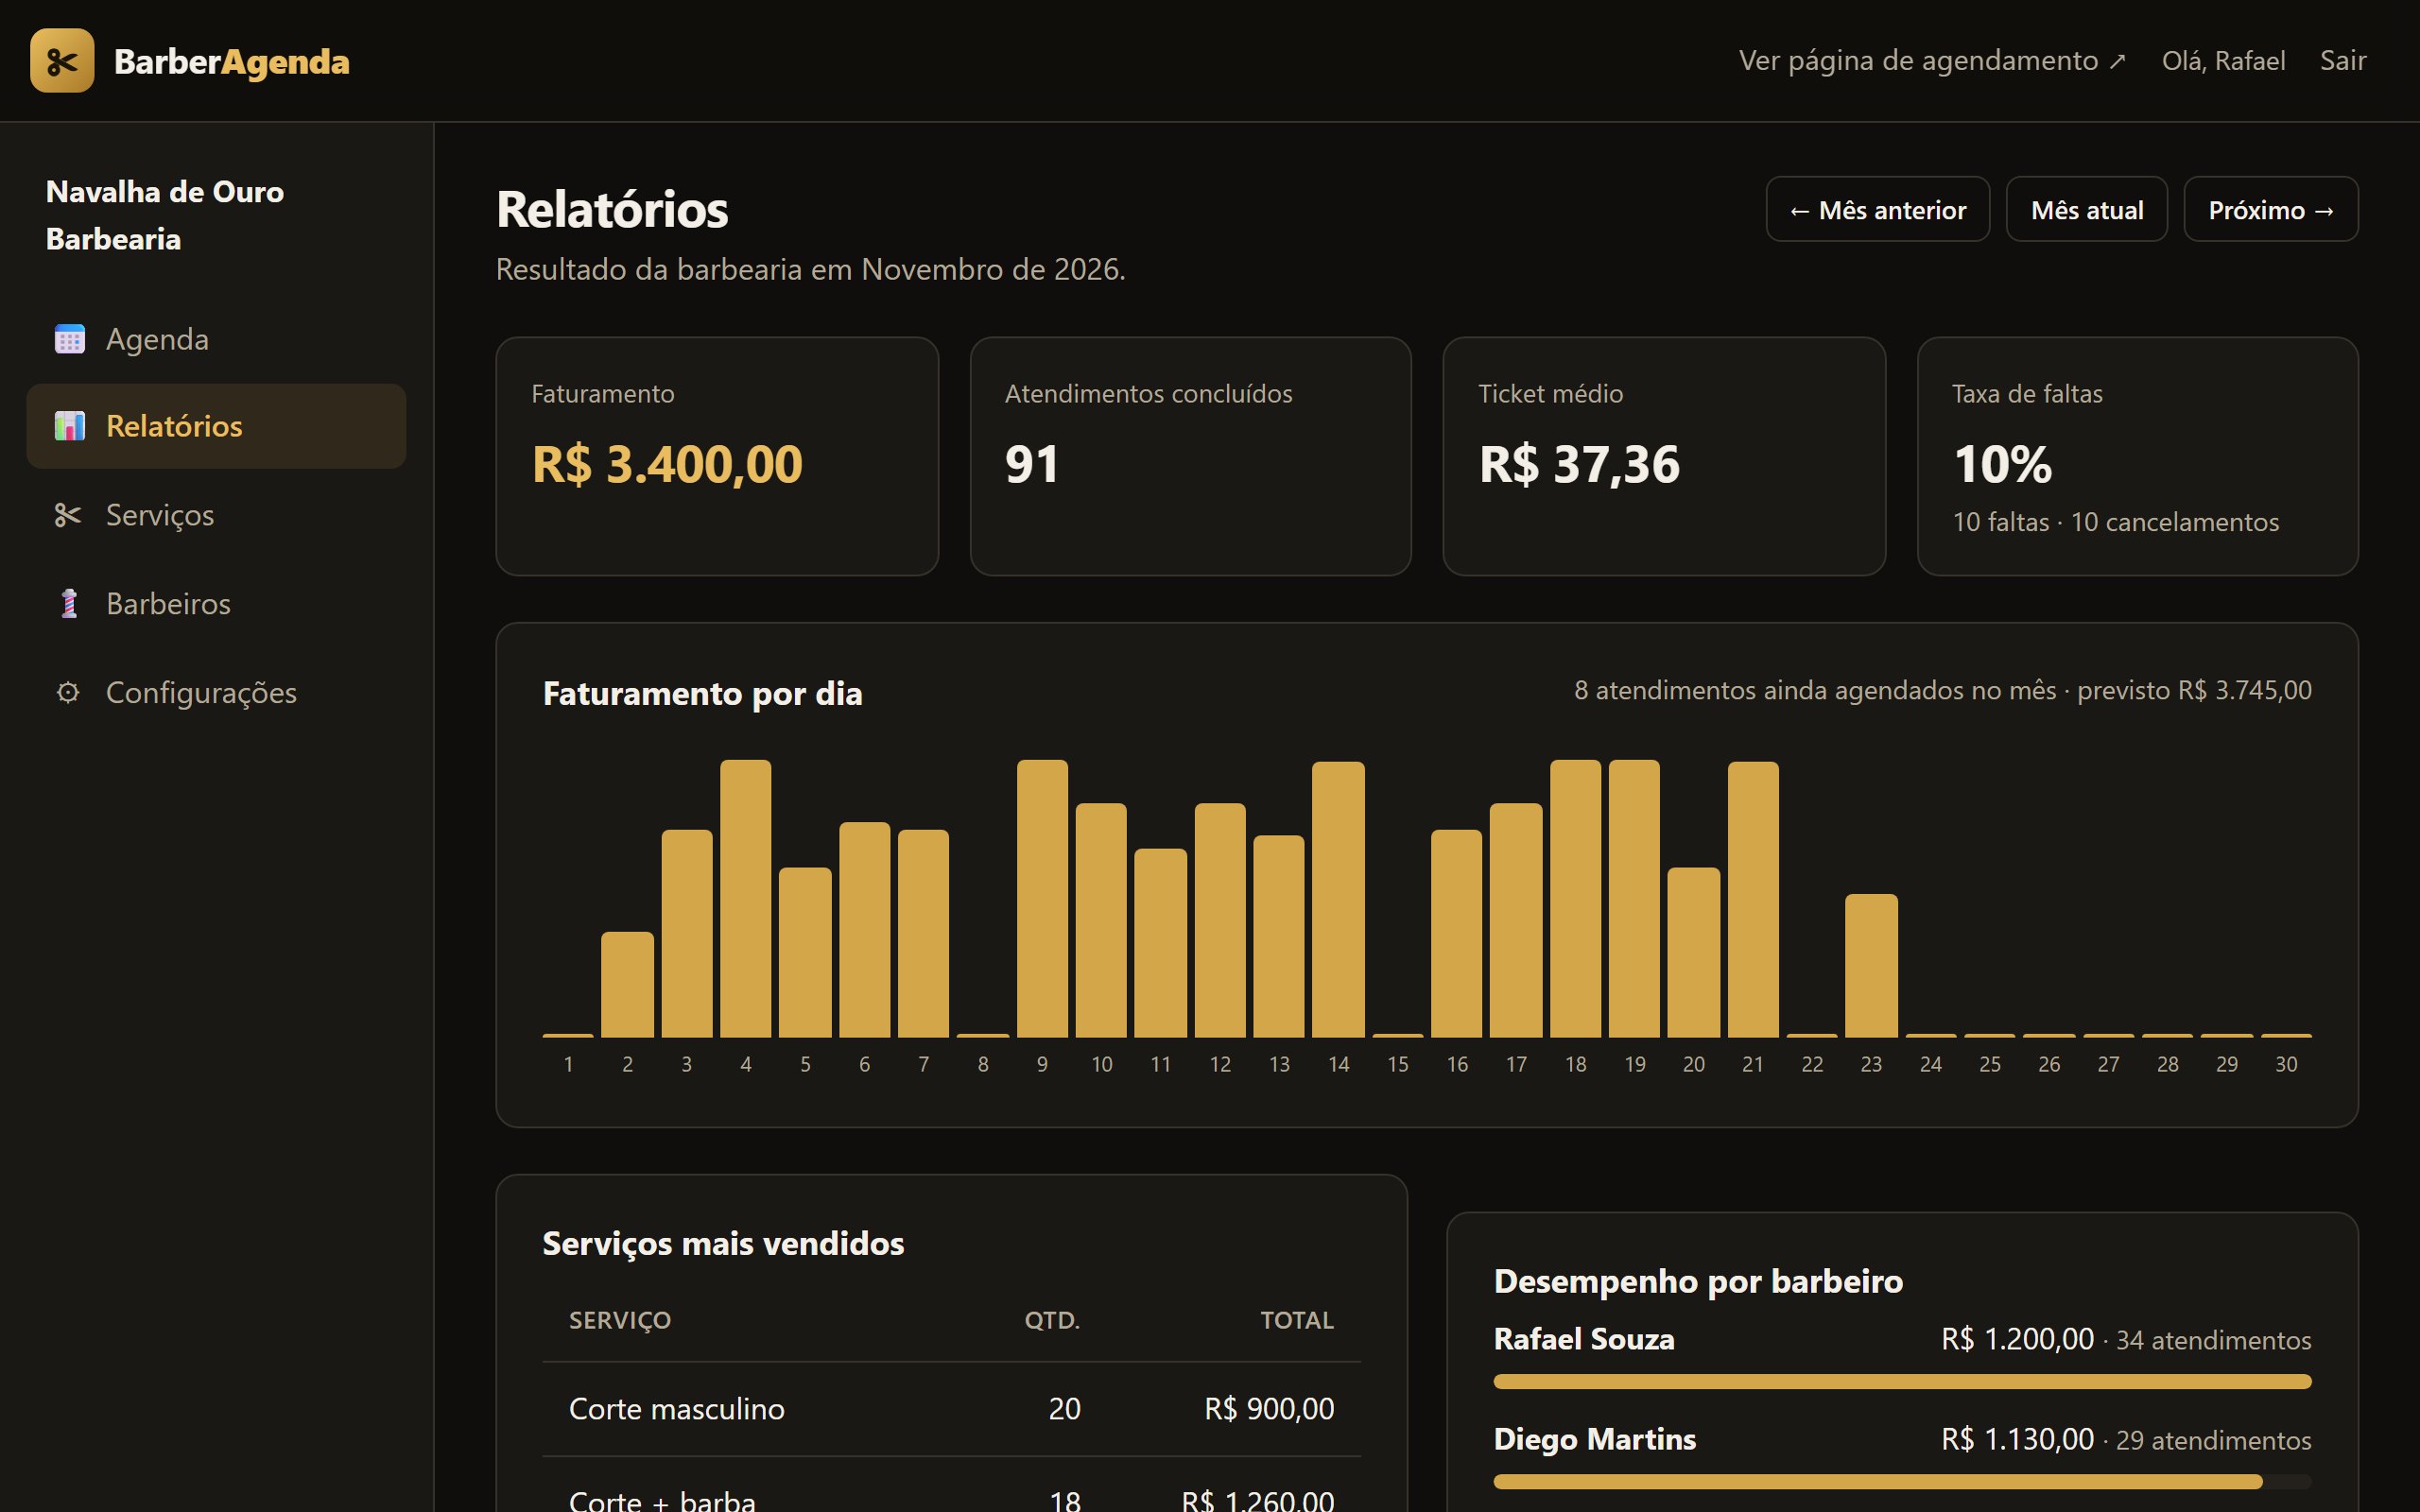 BarberAgenda
Ver página de agendamento ↗ Olá, Rafael Sair
Navalha de Ouro
Barbearia
Agenda
Relatórios
Serviços
Barbeiros
Configurações
Relatórios
Resultado da barbearia em Novembro de 2026.
← Mês anterior
Mês atual
Próximo →
Faturamento
R$ 3.400,00
Atendimentos concluídos
91
Ticket médio
R$ 37,36
Taxa de faltas
10%
10 faltas · 10 cancelamentos
Faturamento por dia
8 atendimentos ainda agendados no mês · previsto R$ 3.745,00
1 2 3 4 5 6 7 8 9 10 11 12 13 14 15 16 17 18 19 20 21 22 23 24 25 26 27 28 29 30
Serviços mais vendidos
SERVIÇO QTD. TOTAL
Corte masculino 20 R$ 900,00
Corte + barba 18 R$ 1.260,00
Desempenho por barbeiro
Rafael Souza R$ 1.200,00 · 34 atendimentos
Diego Martins R$ 1.130,00 · 29 atendimentos